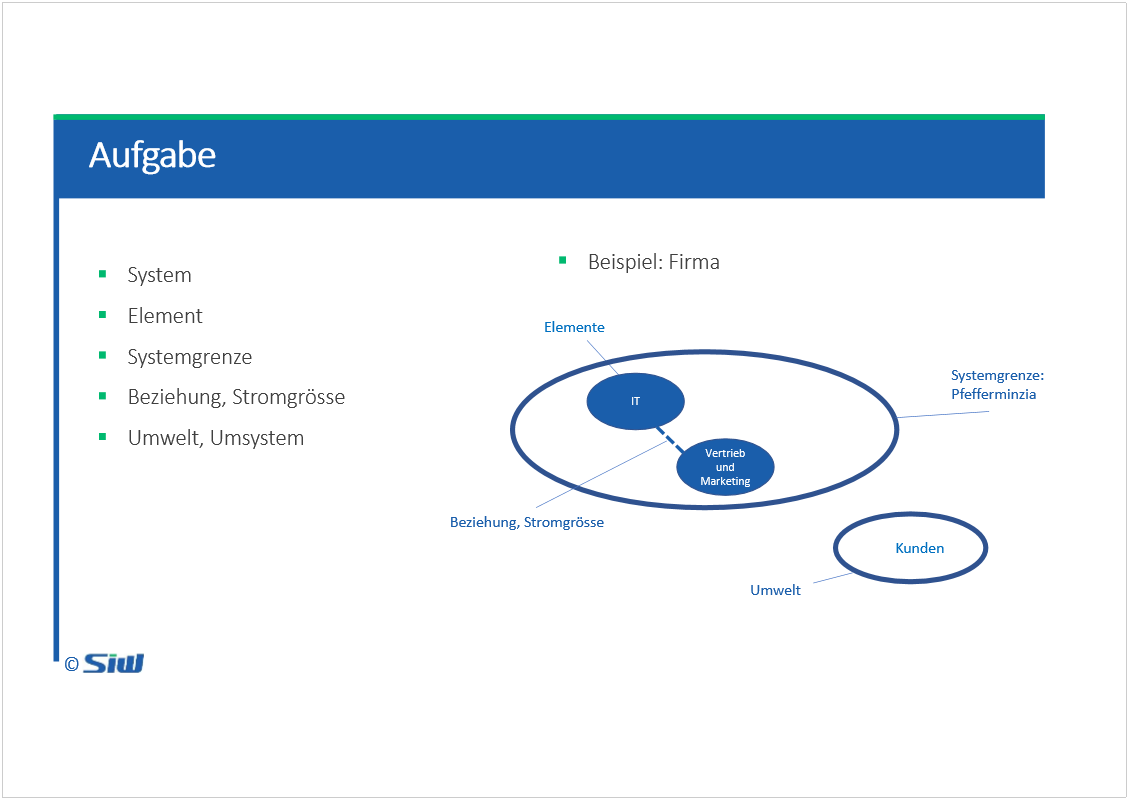 Aufgabe
System
Element
Systemgrenze
Beziehung, Stromgrösse
Umwelt, Umsystem
Beispiel: Firma
Elemente
Systemgrenze:
Pfefferminzia
IT
Vertrieb
und
Marketing
Beziehung, Stromgrösse
Kunden
Umwelt
© SIW